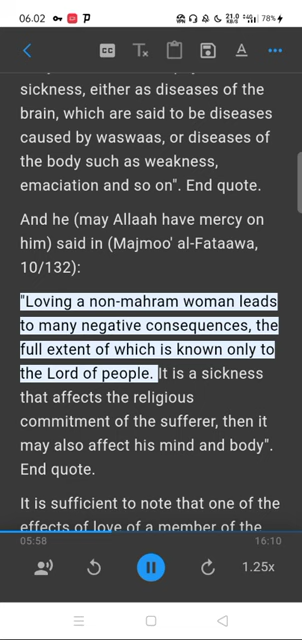 06.02
21.0
KB/S
78%
CC
sickness, either as diseases of the
brain, which are said to be diseases
caused by waswaas, or diseases of
the body such as weakness,
emaciation and so on". End quote.
And he (may Allaah have mercy on
him) said in (Majmoo' al-Fataawa,
10/132):
"Loving a non-mahram woman leads
to many negative consequences, the
full extent of which is known only to
the Lord of people. It is a sickness
that affects the religious
commitment of the sufferer, then it
may also affect his mind and body".
End quote.
It is sufficient to note that one of the
effects of love of a member of the
05:58
16:10
1.25x